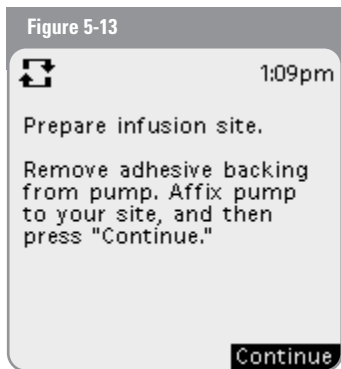 Figure 5-13
1:09pm
Prepare infusion site.
Remove adhesive backing
from pump. Affix pump
to your site, and then
press "Continue."
Continue